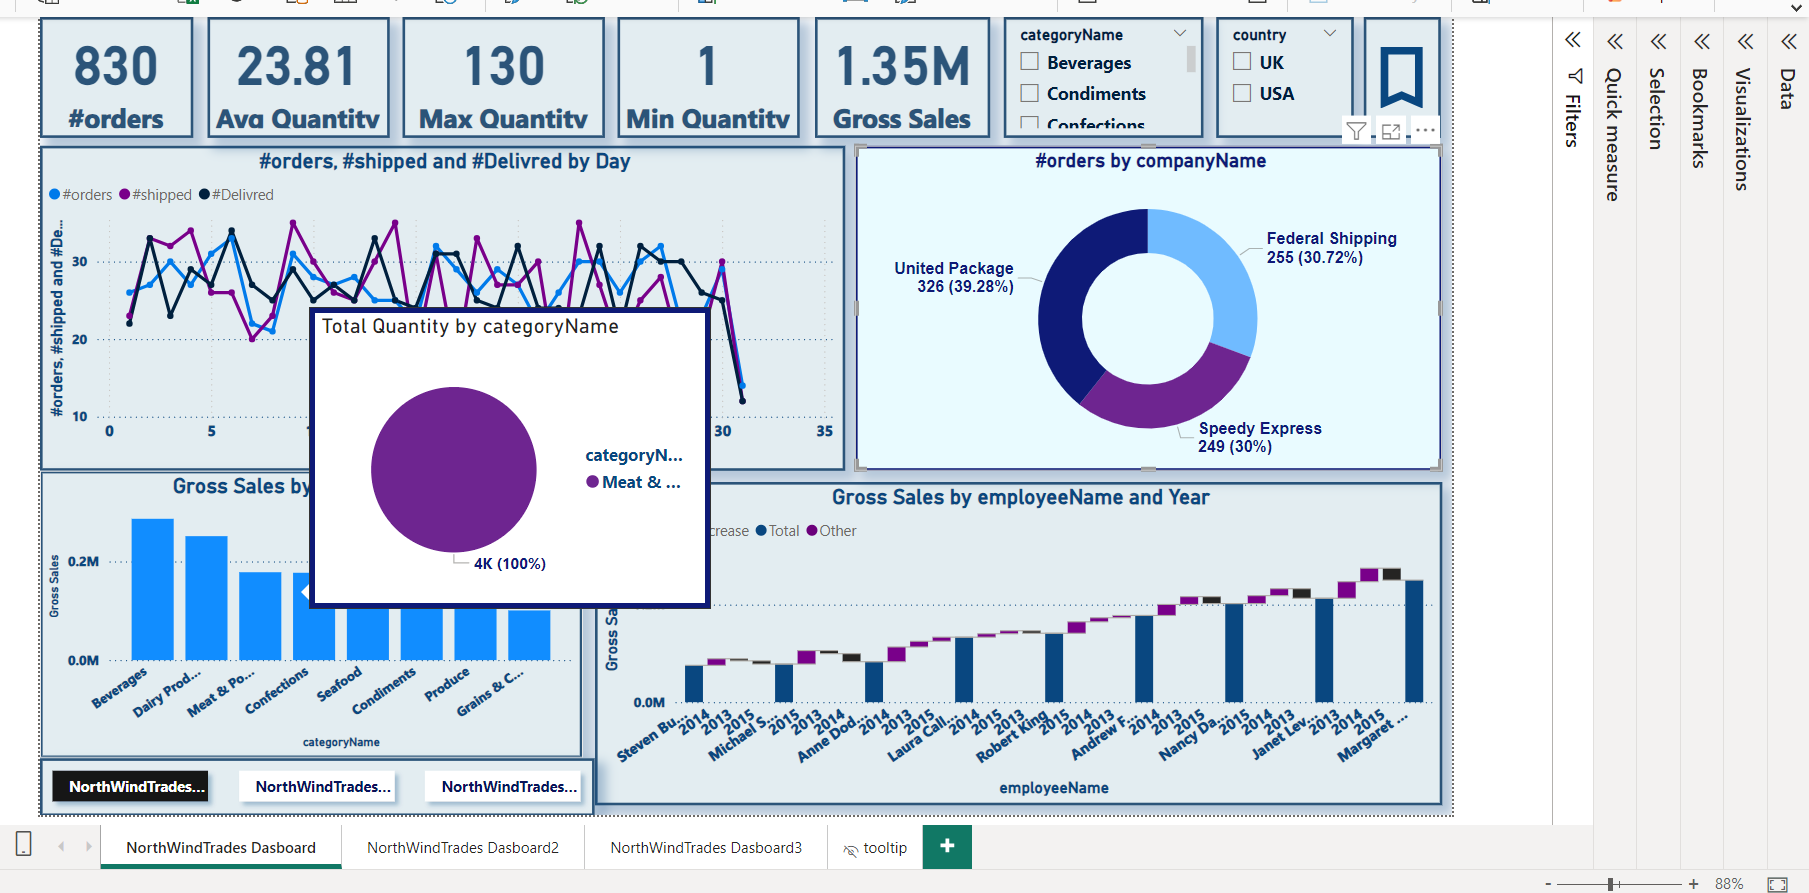 830
#orders
23.81
Avg Quantity
130
Max Quantity
1
Min Quantity
1.35M
Gross Sales
categoryName
Beverages
Condiments
Confections
country
UK
USA
Filters
Quick measure
Selection
Bookmarks
Visualizations
Data
#orders, #shipped and #Delivred by Day
#orders #shipped #Delivred
#orders, #shipped and #De...
30
20
10
0 5 30 35
#orders by companyName
Federal Shipping
255 (30.72%)
United Package
326 (39.28%)
Speedy Express
249 (30%)
Total Quantity by categoryName
categoryN...
Meat & ...
4K (100%)
Gross Sales by
Gross Sales
0.2M
0.0M
Beverages
Dairy Prod...
Meat & Po...
Confections
Seafood
Condiments
Produce
Grains & C...
categoryName
Gross Sales by employeeName and Year
crease Total Other
Gross Sa
0.0M
Steven Bu...
2014
2013
2015
Michael S...
2015
2013
2014
Anne Dod...
2014
2013
2015
Laura Call...
2014
2015
2013
Robert King
2015
2014
2013
Andrew F...
2014
2013
2015
Nancy Da...
2015
2014
2013
Janet Lev...
2013
2014
2015
Margaret ...
employeeName
NorthWindTrades...
NorthWindTrades...
NorthWindTrades...
NorthWindTrades Dasboard
NorthWindTrades Dasboard2
NorthWindTrades Dasboard3
tooltip
+
- + 88%